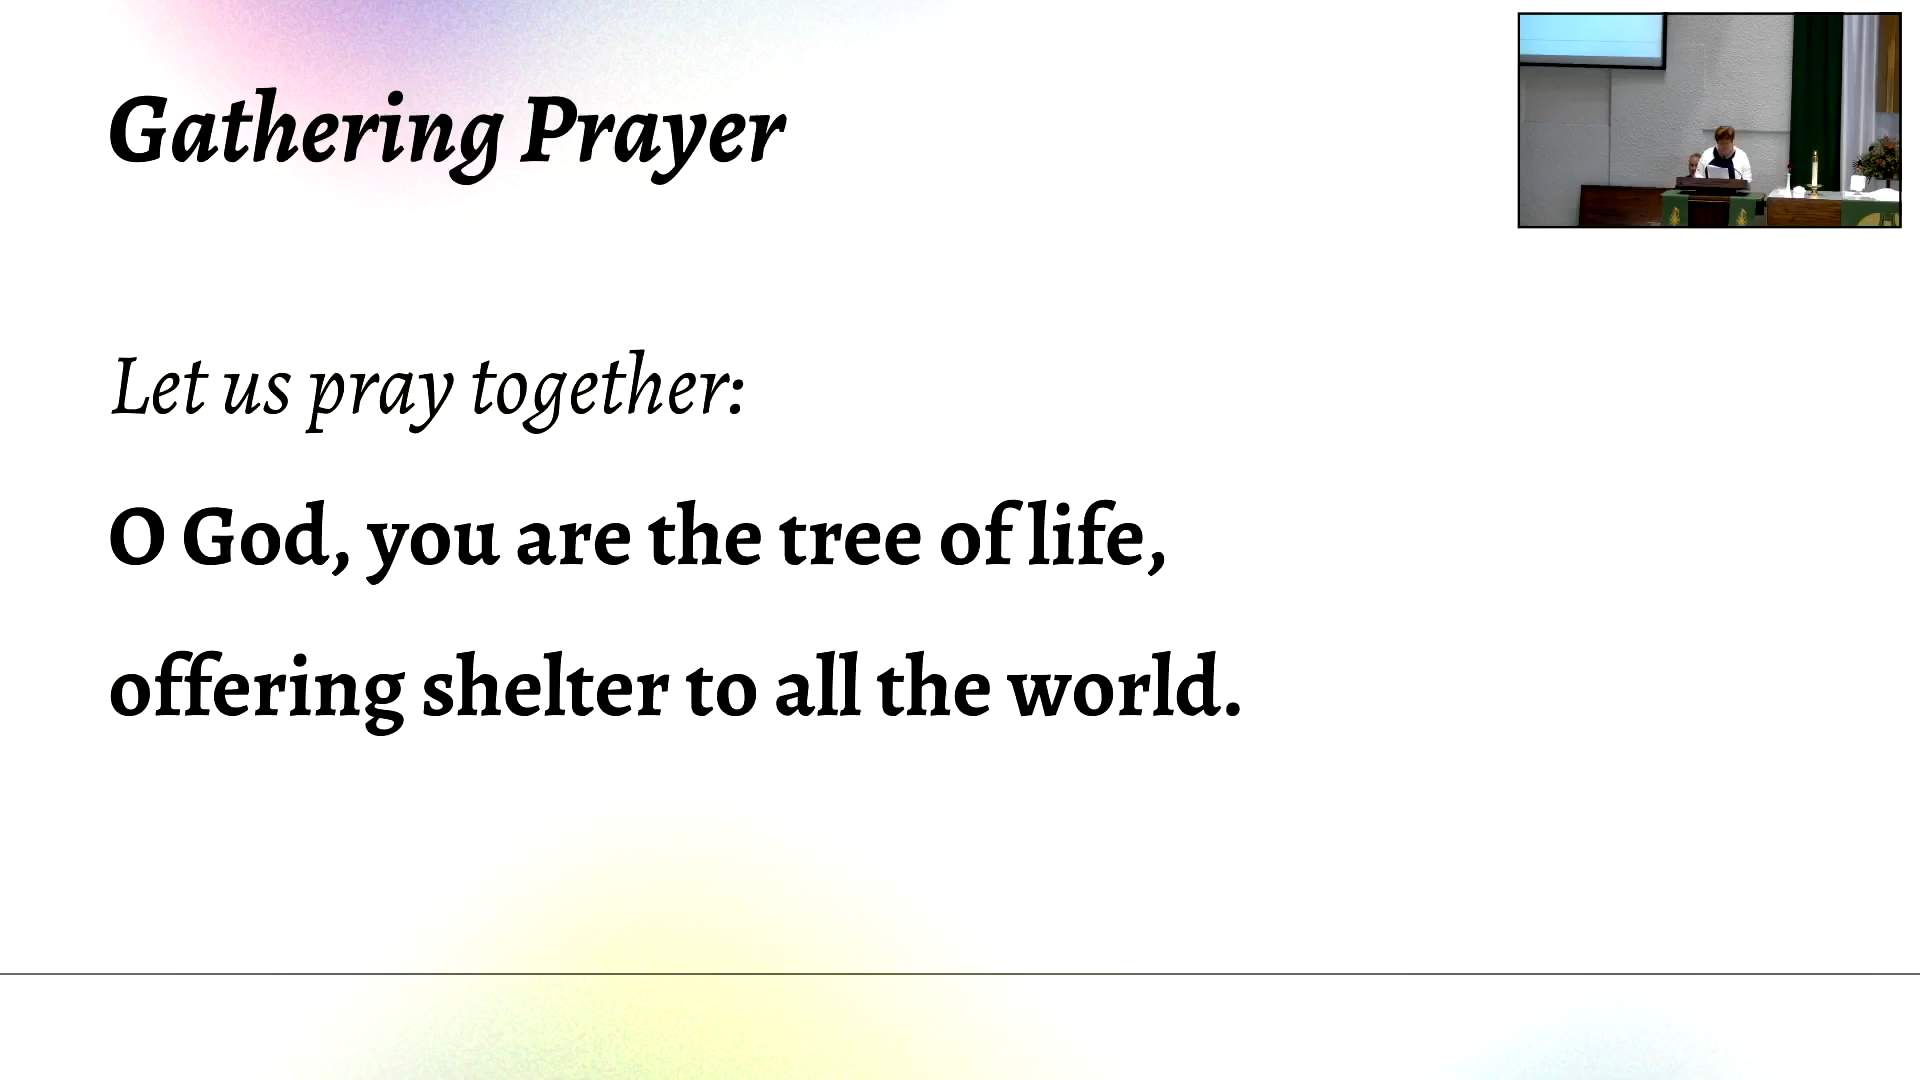 Gathering Prayer
Let us pray together:
O God, you are the tree of life,
offering shelter to all the world.